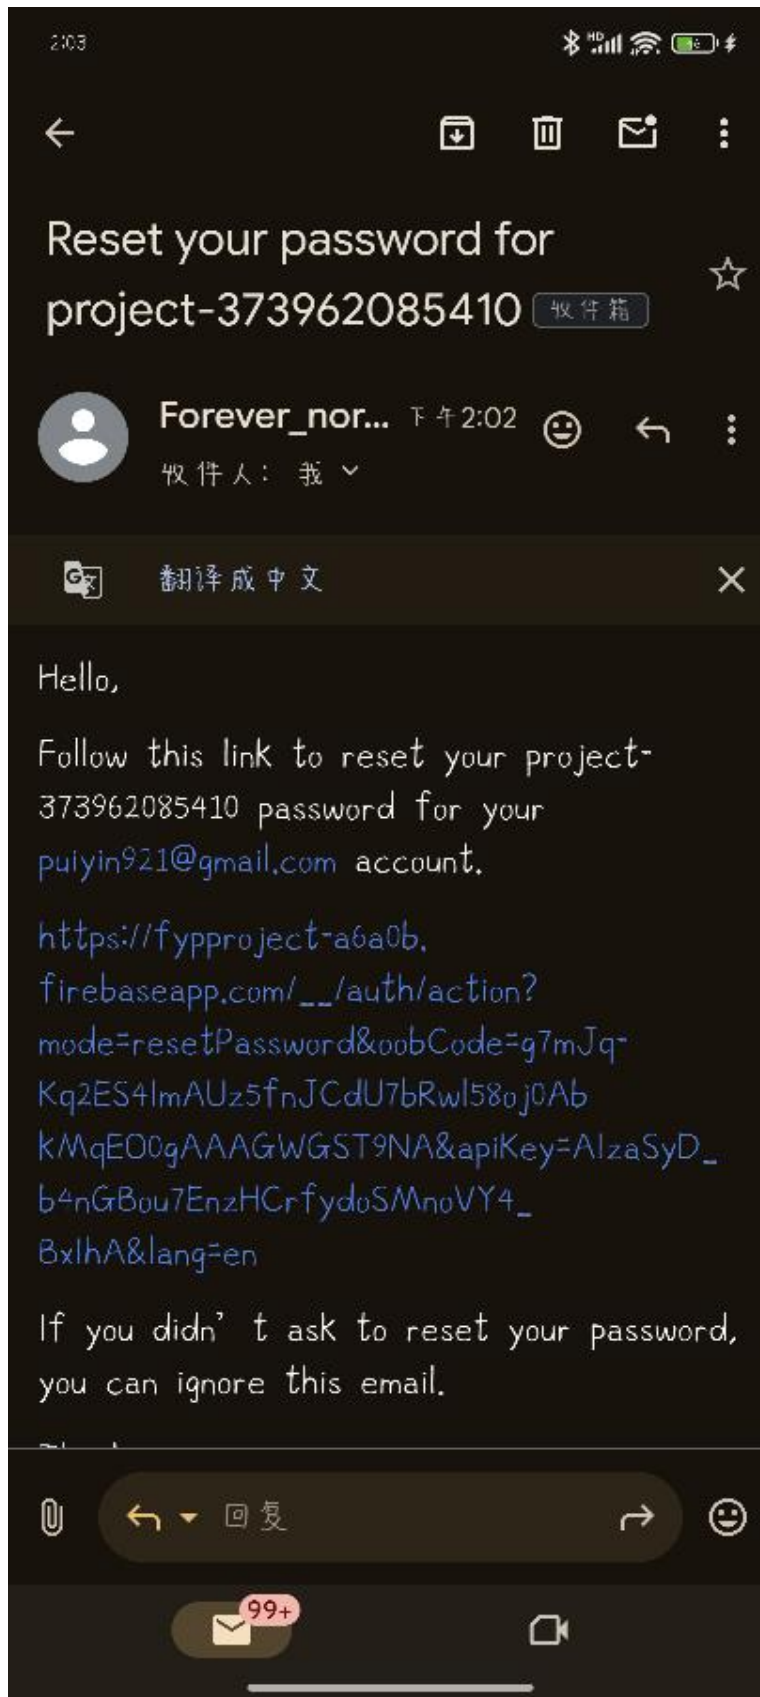 2:03
Reset your password for
project-373962085410 收件箱
Forever_nor... 下午2:02
收件人： 我
翻译成中文
Hello,
Follow this link to reset your project-
373962085410 password for your
puiyin921@gmail.com account.
https://fypproject-a6a0b.
firebaseapp.com/__/auth/action?
mode=resetPassword&oobCode=g7mJq-
Kq2ES4lmAUz5fnJCdU7bRwl58oj0Ab
kMqEO0gAAAGWGST9NA&apiKey=AIzaSyD_
b4nGBou7EnzHCrfydoSMnoVY4_
BxIhA&lang=en
If you didn't ask to reset your password,
you can ignore this email.
回复
99+